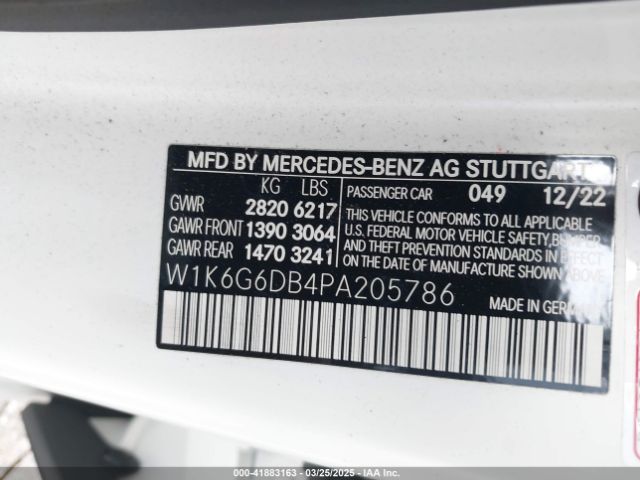 MFD BY MERCEDES-BENZ AG STUTTGART
KG LBS
GVWR 2820 6217
GAWR FRONT 1390 3064
GAWR REAR 1470 3241
PASSENGER CAR 049 12/22
THIS VEHICLE CONFORMS TO ALL APPLICABLE
U.S. FEDERAL MOTOR VEHICLE SAFETY, BUMPER
AND THEFT PREVENTION STANDARDS IN EFFECT
ON THE DATE OF MANUFACTURE SHOWN ABOVE.
W1K6G6DB4PA205786
MADE IN GERMANY
© - 41883163 - 03/25/2025 - IAA Inc.